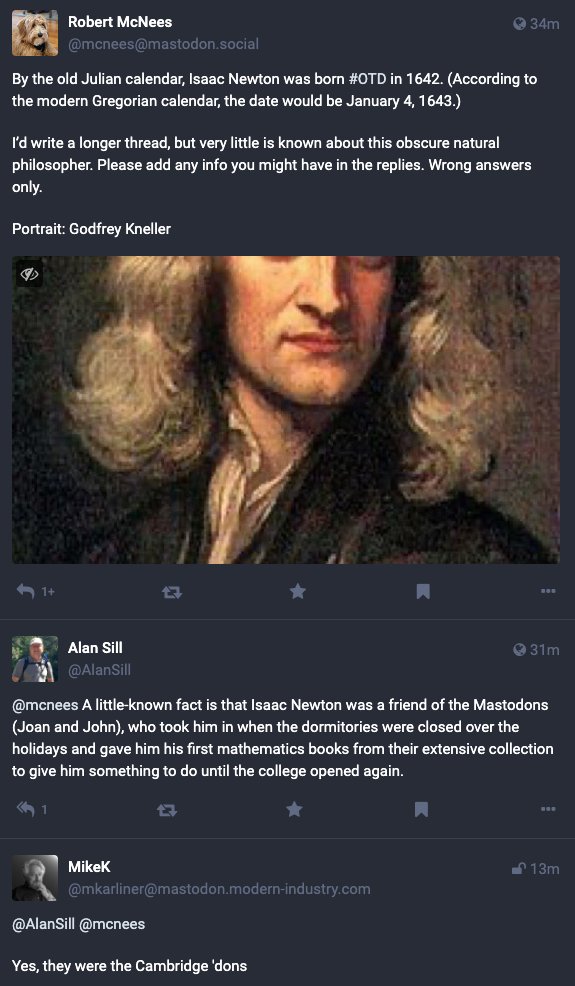 Robert McNees
34m
@mcnees@mastodon.social
By the old Julian calendar, Isaac Newton was born #OTD in 1642. (According to
the modern Gregorian calendar, the date would be January 4, 1643.)
I’d write a longer thread, but very little is known about this obscure natural
philosopher. Please add any info you might have in the replies. Wrong answers
only.
Portrait: Godfrey Kneller
1+
Alan Sill
31m
@AlanSill
@mcnees A little-known fact is that Isaac Newton was a friend of the Mastodons
(Joan and John), who took him in when the dormitories were closed over the
holidays and gave him his first mathematics books from their extensive collection
to give him something to do until the college opened again.
1
MikeK
13m
@mkarliner@mastodon.modern-industry.com
@AlanSill @mcnees
Yes, they were the Cambridge 'dons